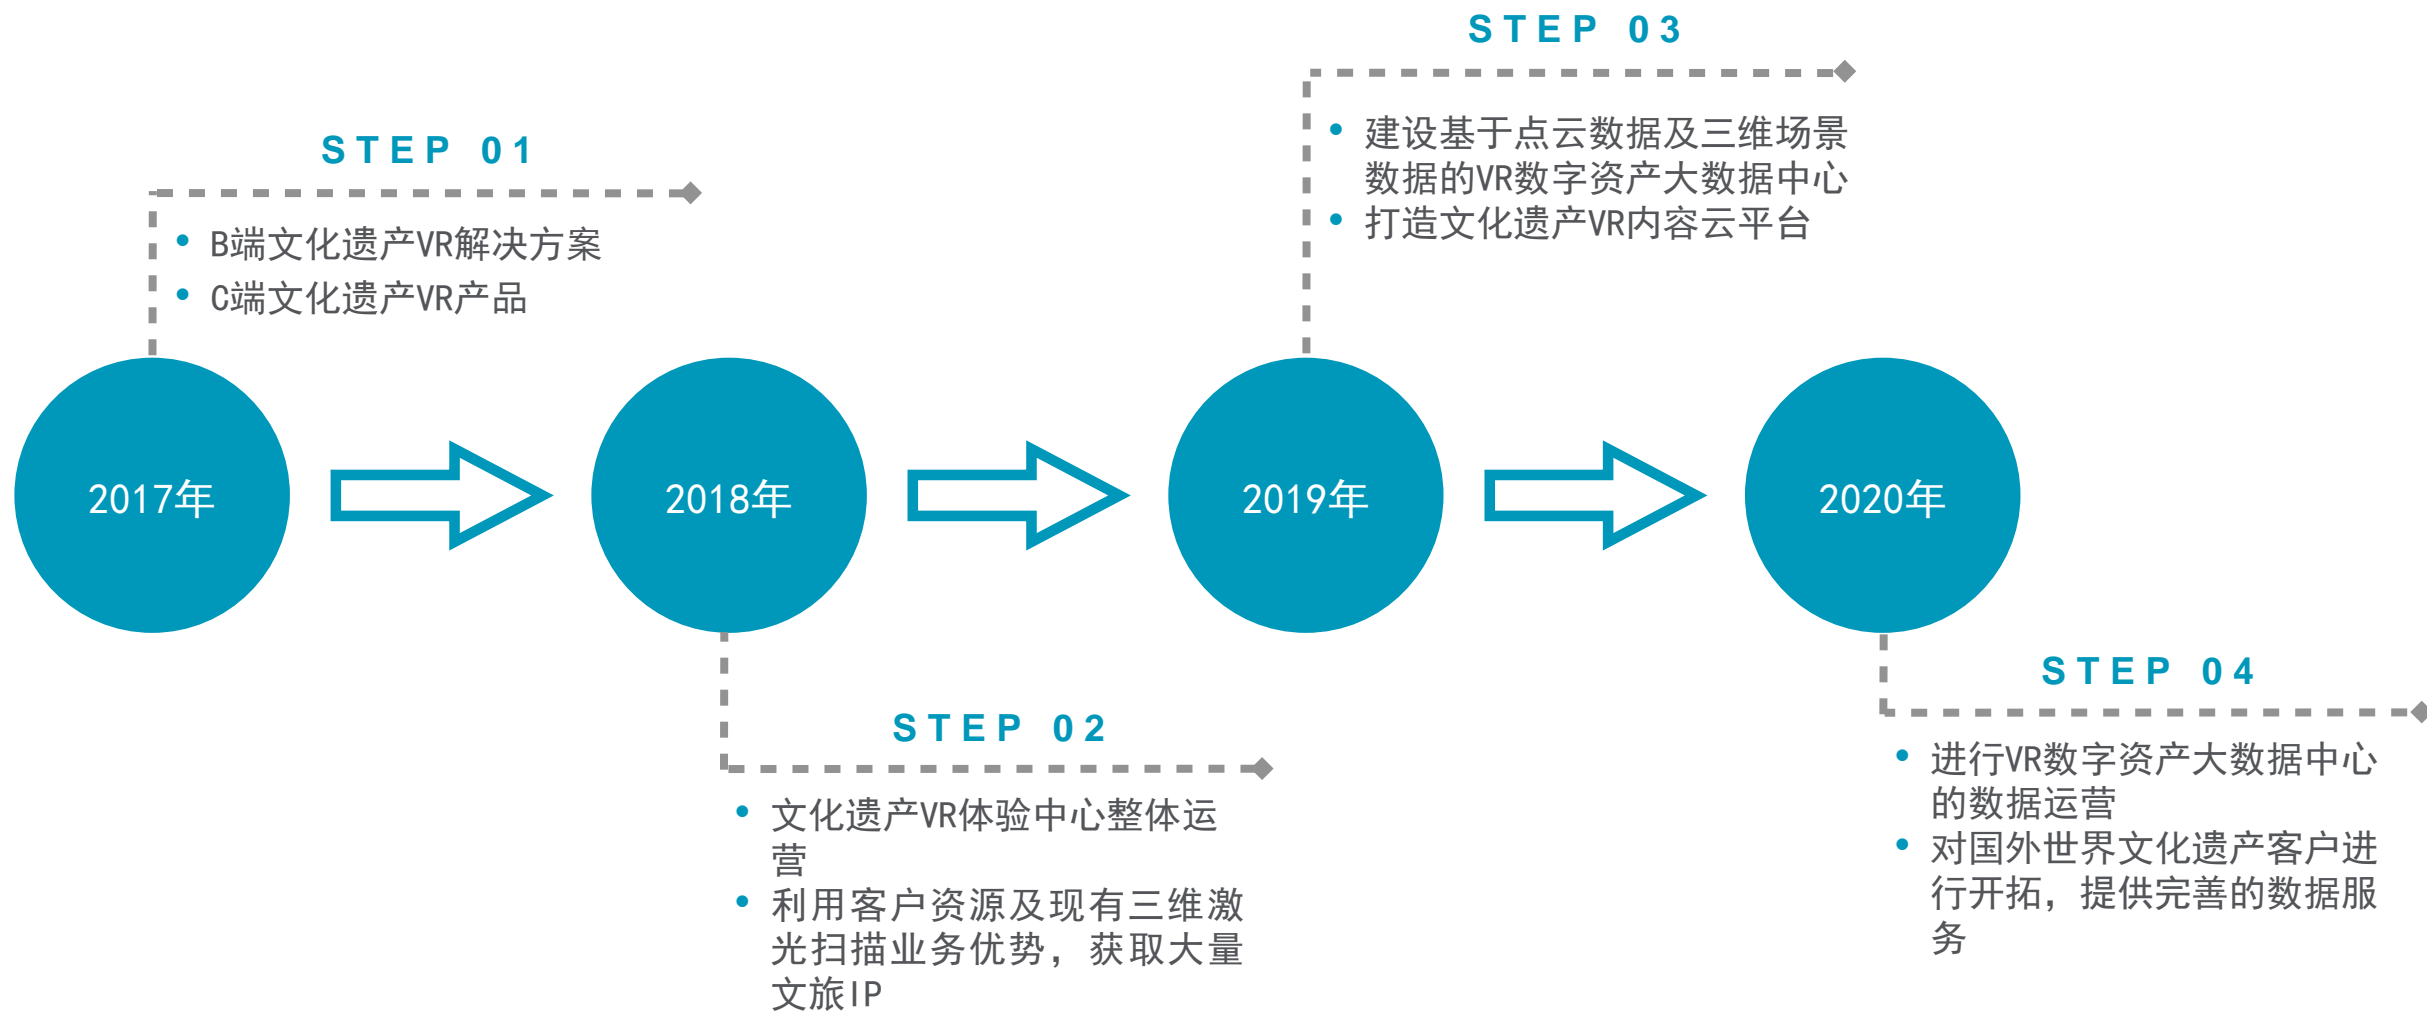 STEP 01
B端文化遗产VR解决方案
C端文化遗产VR产品
2017年
2018年
STEP 02
文化遗产VR体验中心整体运
营
利用客户资源及现有三维激
光扫描业务优势，获取大量
文旅IP
STEP 03
建设基于点云数据及三维场景
数据的VR数字资产大数据中心
打造文化遗产VR内容云平台
2019年
2020年
STEP 04
进行VR数字资产大数据中心
的数据运营
对国外世界文化遗产客户进
行开拓，提供完善的数据服
务